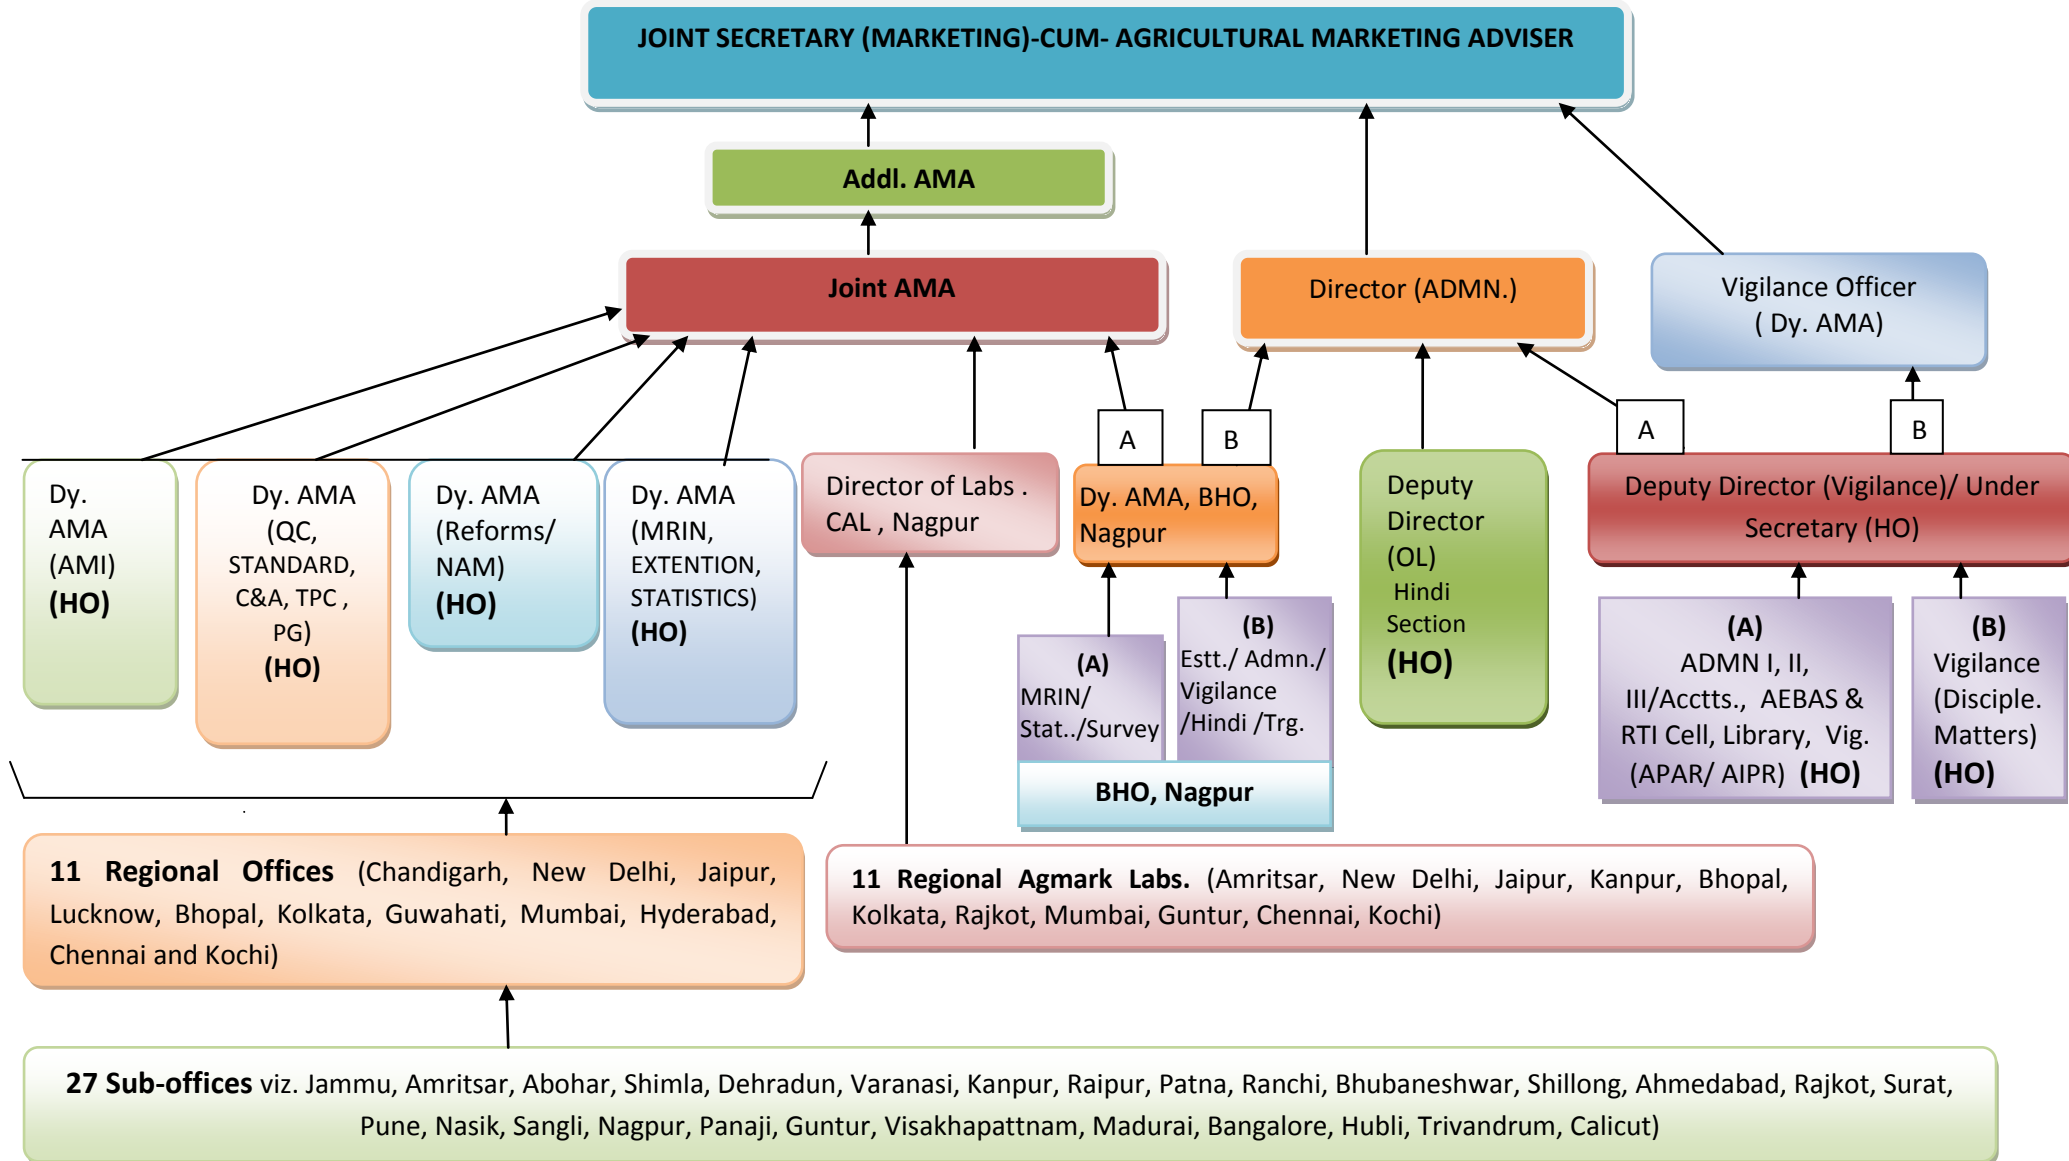 JOINT SECRETARY (MARKETING)-CUM- AGRICULTURAL MARKETING ADVISER
Addl. AMA
Joint AMA
Director (ADMN.)
Vigilance Officer
( Dy. AMA)
A
B
A
B
Dy.
AMA
(AMI)
(HO)
Dy. AMA
(QC,
STANDARD,
C&A, TPC ,
PG)
(HO)
Dy. AMA
(Reforms/
NAM)
(HO)
Dy. AMA
(MRIN,
EXTENTION,
STATISTICS)
(HO)
Director of Labs .
CAL , Nagpur
Dy. AMA, BHO,
Nagpur
Deputy
Director
(OL)
Hindi
Section
(HO)
Deputy Director (Vigilance)/ Under
Secretary (HO)
(A)
MRIN/
Stat../Survey
(B)
Estt./ Admn./
Vigilance
/Hindi /Trg.
BHO, Nagpur
(A)
ADMN I, II,
III/Acctts., AEBAS &
RTI Cell, Library, Vig.
(APAR/ AIPR) (HO)
(B)
Vigilance
(Disciple.
Matters)
(HO)
11 Regional Offices (Chandigarh, New Delhi, Jaipur,
Lucknow, Bhopal, Kolkata, Guwahati, Mumbai, Hyderabad,
Chennai and Kochi)
11 Regional Agmark Labs. (Amritsar, New Delhi, Jaipur, Kanpur, Bhopal,
Kolkata, Rajkot, Mumbai, Guntur, Chennai, Kochi)
27 Sub-offices viz. Jammu, Amritsar, Abohar, Shimla, Dehradun, Varanasi, Kanpur, Raipur, Patna, Ranchi, Bhubaneshwar, Shillong, Ahmedabad, Rajkot, Surat,
Pune, Nasik, Sangli, Nagpur, Panaji, Guntur, Visakhapattnam, Madurai, Bangalore, Hubli, Trivandrum, Calicut)